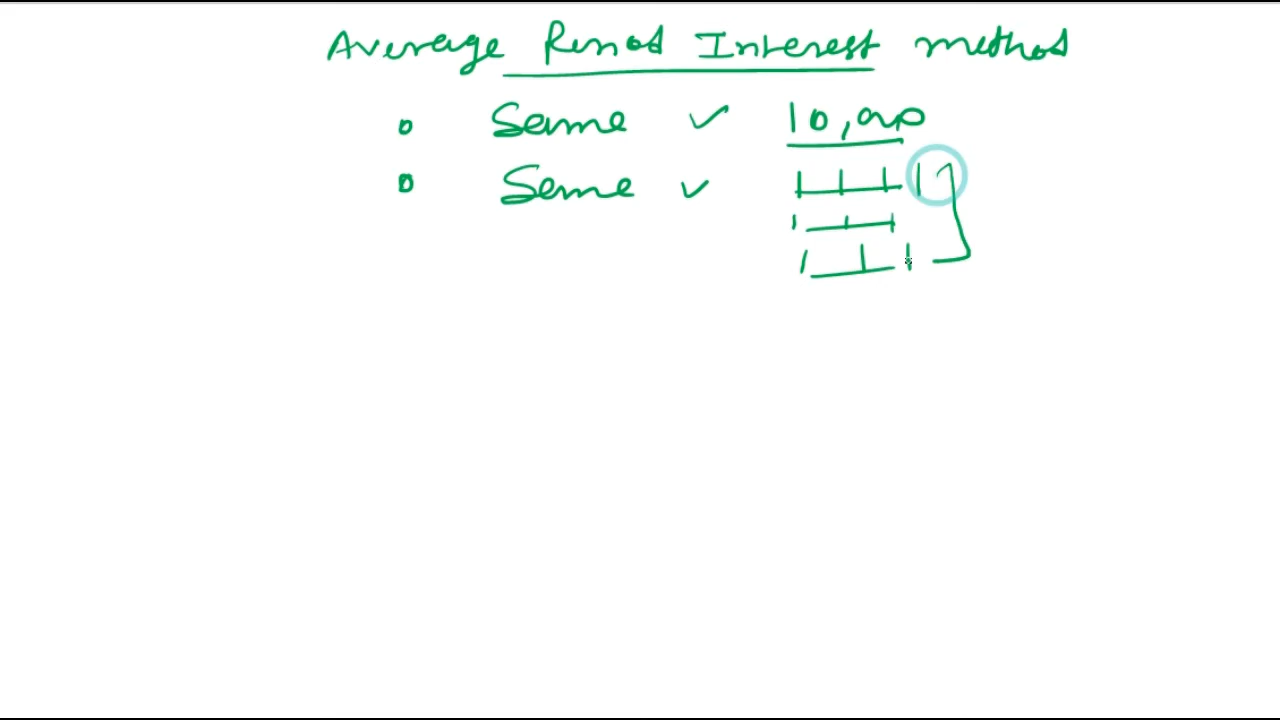 Average Period Interest method
Same ✓ 10,000
Same ✓